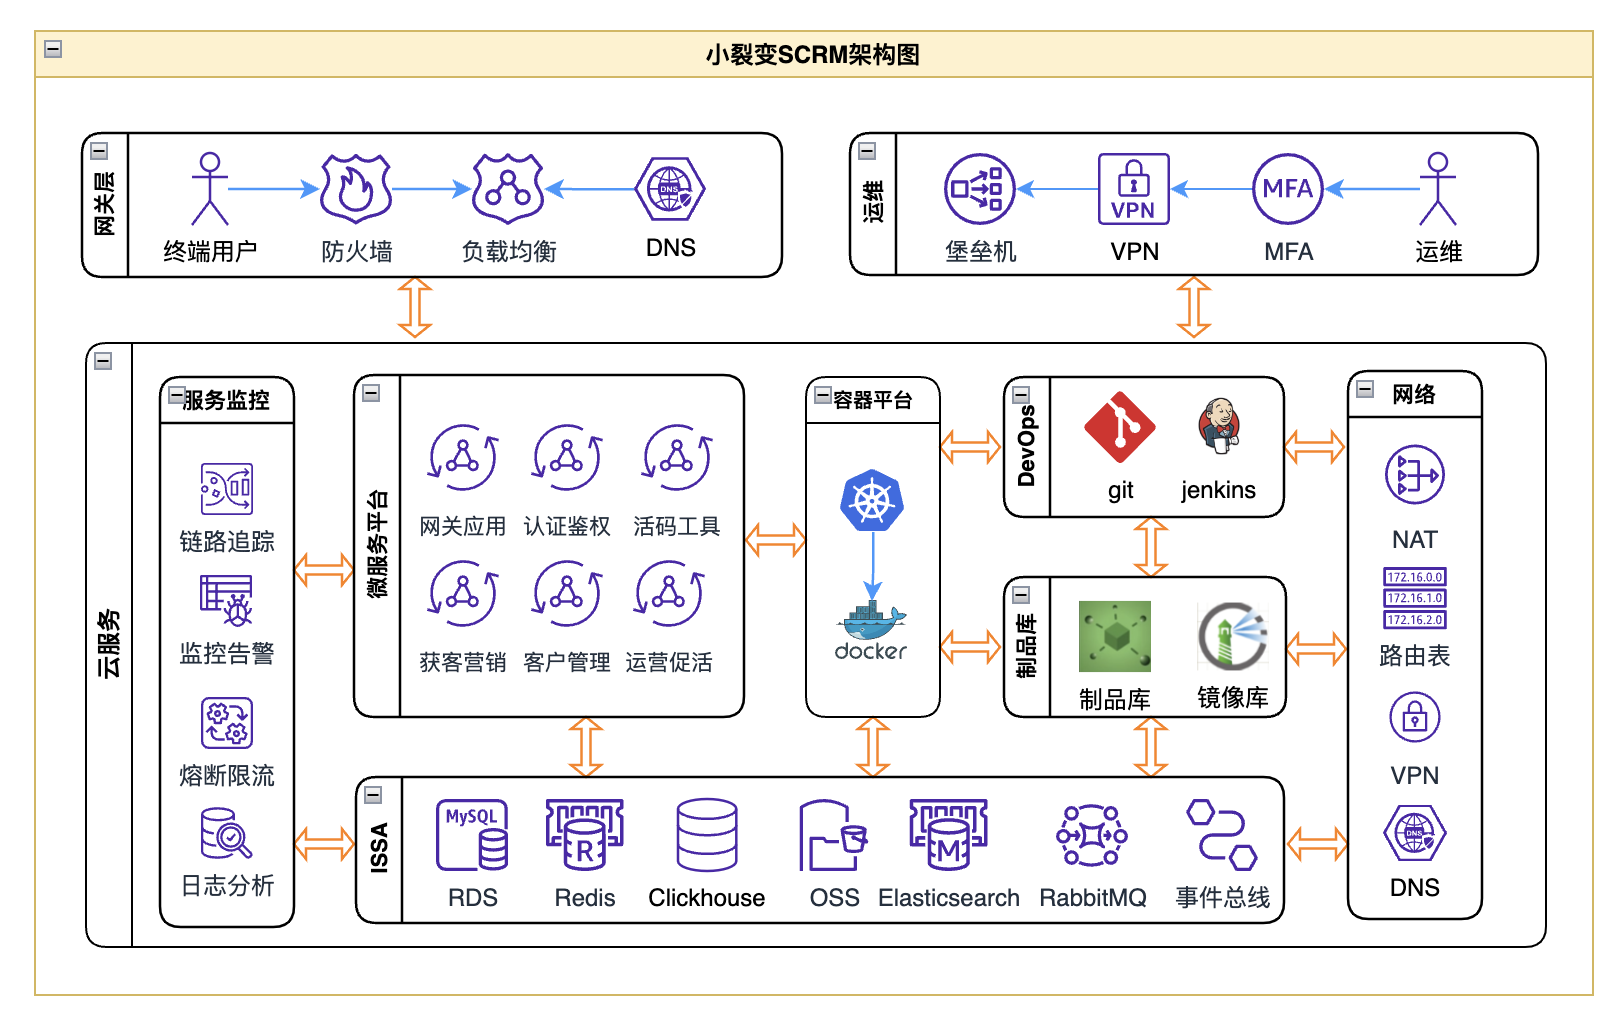 小裂变SCRM架构图
网关层
终端用户
防火墙
负载均衡
DNS
DNS
运维
堡垒机
VPN
VPN
MFA
MFA
运维
云服务
服务监控
链路追踪
监控告警
熔断限流
日志分析
微服务平台
网关应用
认证鉴权
活码工具
获客营销
客户管理
运营促活
容器平台
docker
DevOps
git
jenkins
制品库
制品库
镜像库
网络
NAT
172.16.0.0
172.16.1.0
172.16.2.0
路由表
VPN
DNS
DNS
ISSA
MySQL
RDS
R
Redis
Clickhouse
OSS
M
Elasticsearch
RabbitMQ
事件总线